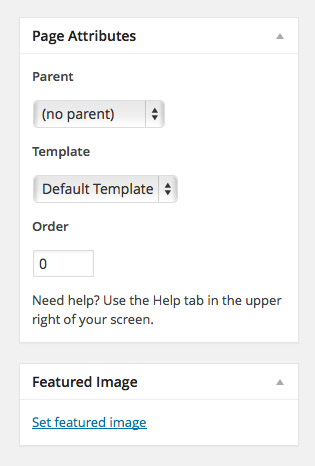 Page Attributes
Parent
(no parent)
Template
Default Template
Order
0
Need help? Use the Help tab in the upper
right of your screen.
Featured Image
Set featured image